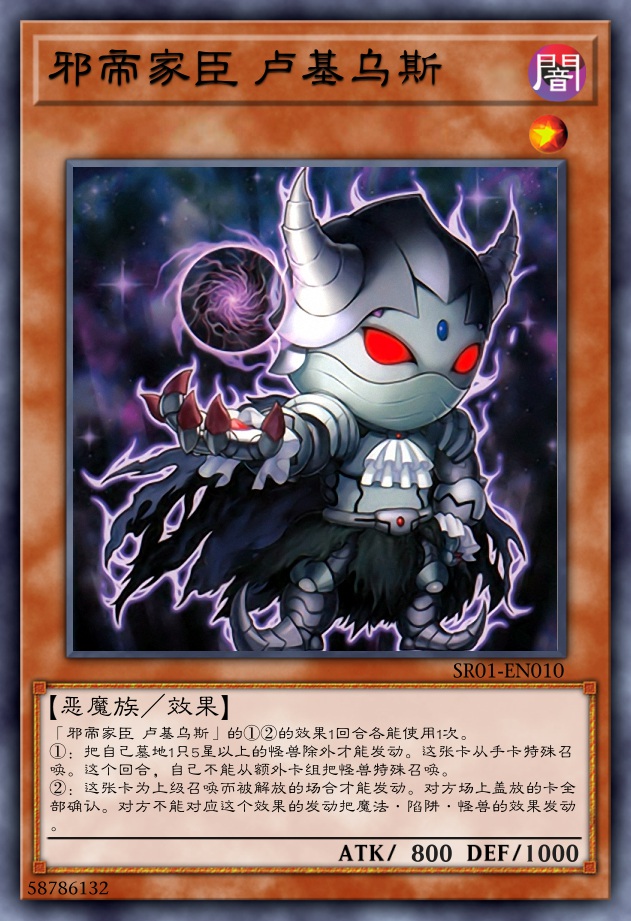 邪帝家臣 卢基乌斯
闇
SR01-EN010
【恶魔族／效果】
「邪帝家臣 卢基乌斯」的①②的效果1回合各能使用1次。
①：把自己墓地1只5星以上的怪兽除外才能发动。这张卡从手卡特殊召
唤。这个回合，自己不能从额外卡组把怪兽特殊召唤。
②：这张卡为上级召唤而被解放的场合才能发动。对方场上盖放的卡全
部确认。对方不能对应这个效果的发动把魔法·陷阱·怪兽的效果发动
。
ATK/ 800 DEF/1000
58786132